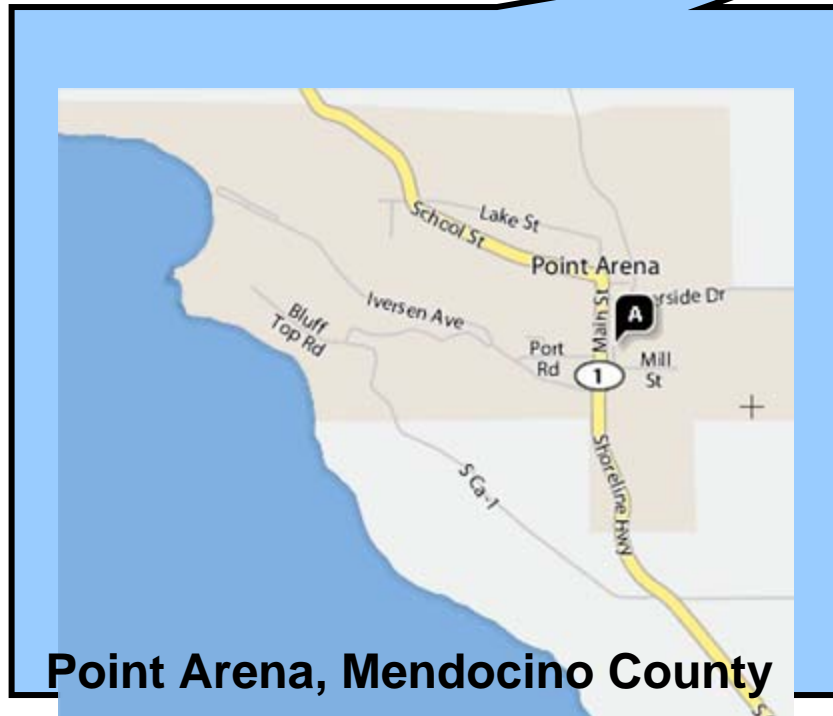 Lake St
School St
Point Arena
rside Dr
Main St
A
Iversen Ave
Bluff
Top Rd
Port
Rd
Mill
St
1
S Ca-1
Shoreline Hwy
S
Point Arena, Mendocino County